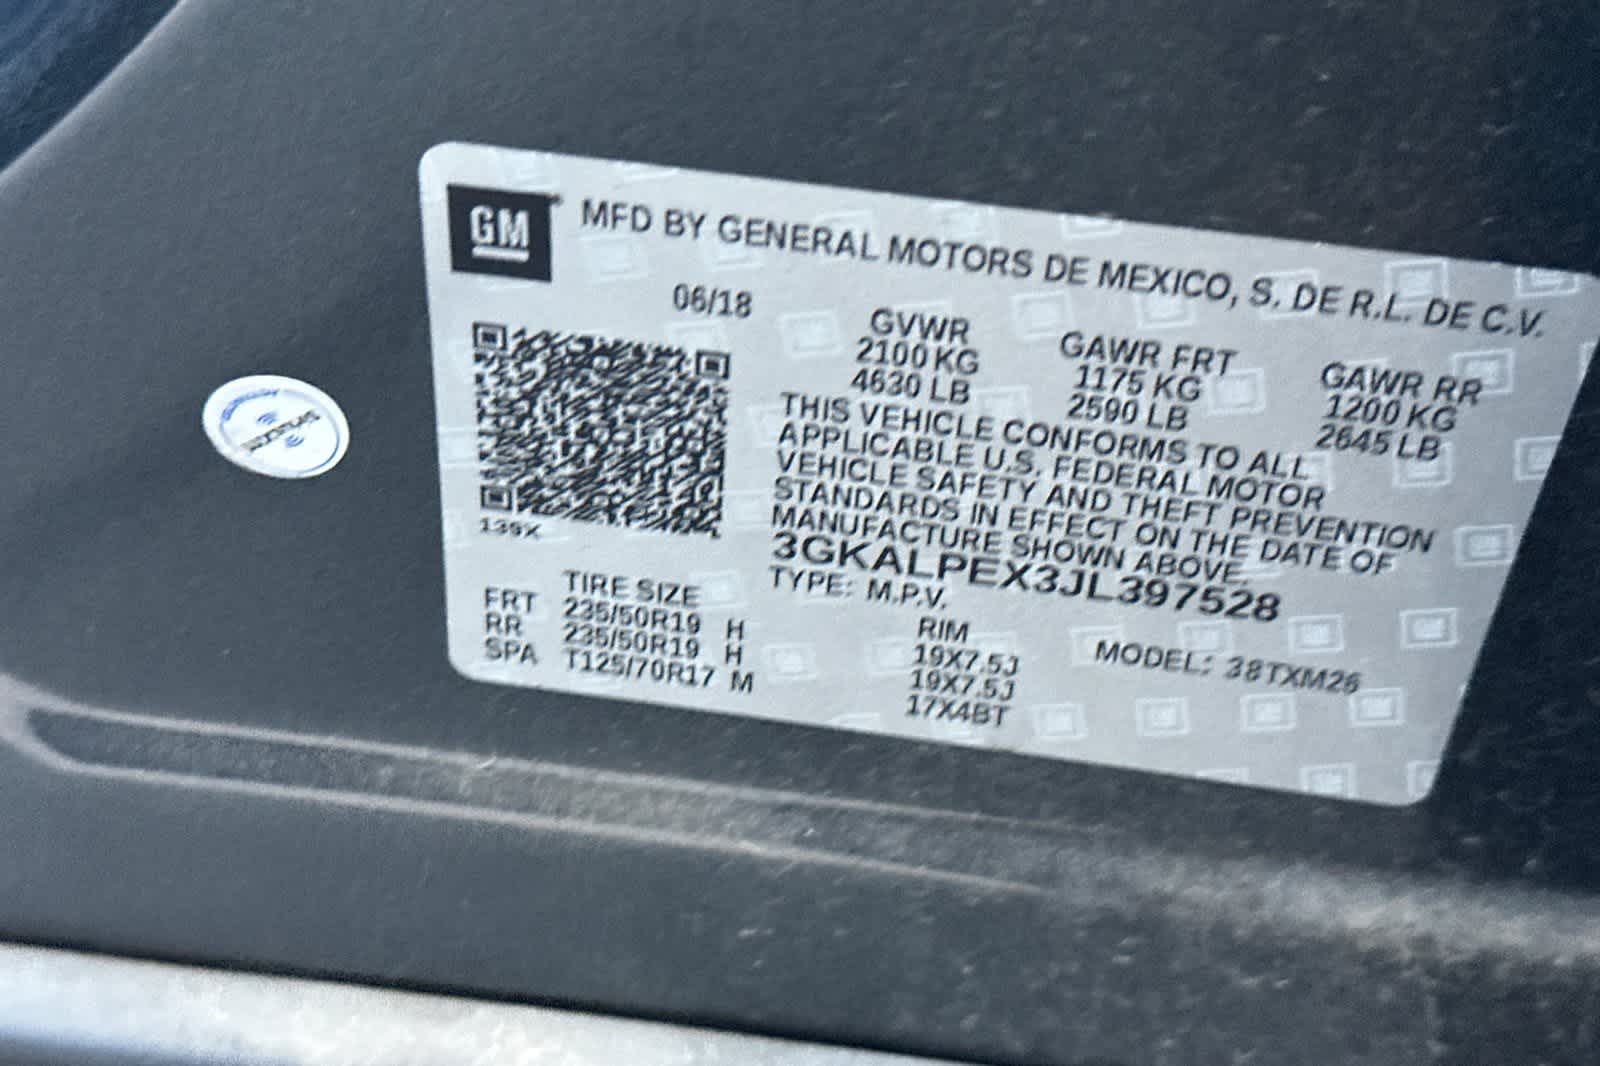 GM
MFD BY GENERAL MOTORS DE MEXICO, S. DE R.L. DE C.V.
06/18
GVWR GAWR FRT GAWR RR
2100 KG 1175 KG 1200 KG
4630 LB 2590 LB 2645 LB
THIS VEHICLE CONFORMS TO ALL
APPLICABLE U.S. FEDERAL MOTOR
VEHICLE SAFETY AND THEFT PREVENTION
STANDARDS IN EFFECT ON THE DATE OF
MANUFACTURE SHOWN ABOVE.
3GKALPEX3JL397528
TYPE: M.P.V. MODEL: 38TXM26
TIRE SIZE RIM
FRT 235/50R19 H 19X7.5J
RR 235/50R19 H 19X7.5J
SPA T125/70R17 M 17X4BT